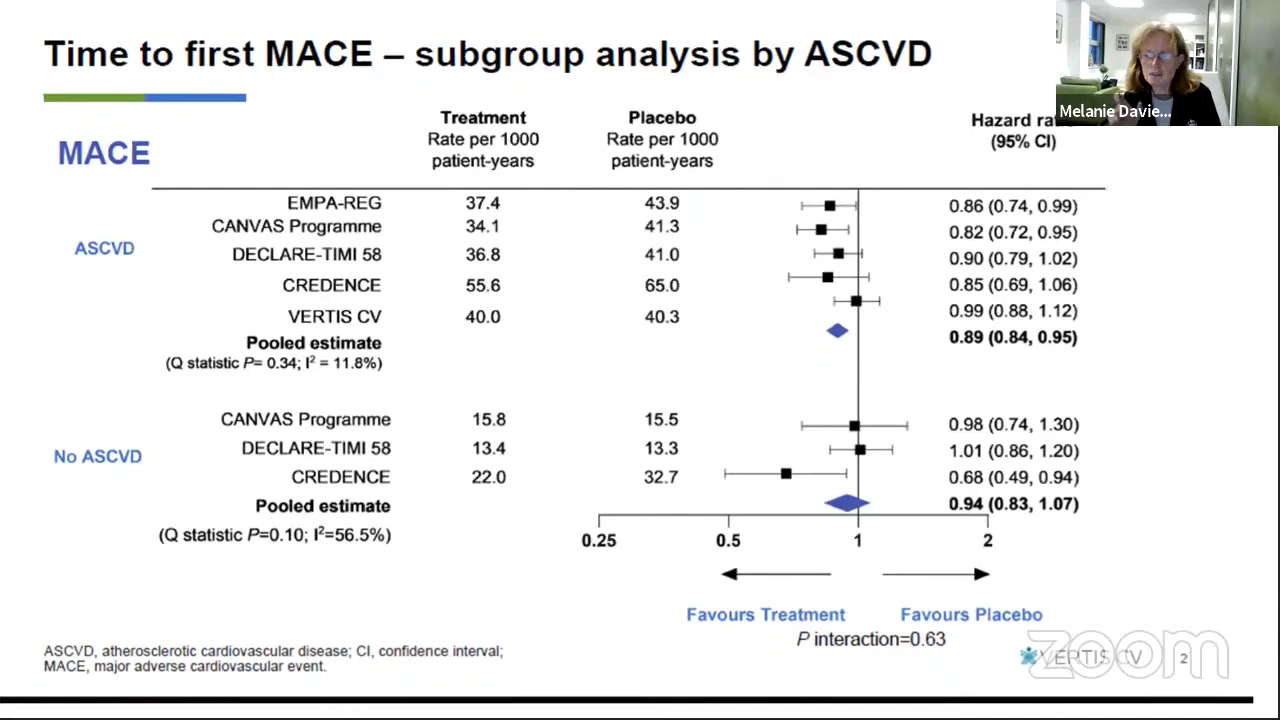 Time to first MACE – subgroup analysis by ASCVD
Melanie Davie...
MACE
Treatment
Rate per 1000
patient-years
Placebo
Rate per 1000
patient-years
Hazard
(95% CI)
ASCVD
EMPA-REG 37.4 43.9 0.86 (0.74, 0.99)
CANVAS Programme 34.1 41.3 0.82 (0.72, 0.95)
DECLARE-TIMI 58 36.8 41.0 0.90 (0.79, 1.02)
CREDENCE 55.6 65.0 0.85 (0.69, 1.06)
VERTIS CV 40.0 40.3 0.99 (0.88, 1.12)
Pooled estimate 0.89 (0.84, 0.95)
(Q statistic P= 0.34; I² = 11.8%)
No ASCVD
CANVAS Programme 15.8 15.5 0.98 (0.74, 1.30)
DECLARE-TIMI 58 13.4 13.3 1.01 (0.86, 1.20)
CREDENCE 22.0 32.7 0.68 (0.49, 0.94)
Pooled estimate 0.94 (0.83, 1.07)
(Q statistic P=0.10; I²=56.5%)
0.25 0.5 1 2
Favours Treatment Favours Placebo
P interaction=0.63
ASCVD, atherosclerotic cardiovascular disease; CI, confidence interval;
MACE, major adverse cardiovascular event.
VERTIS CV 2
zoom